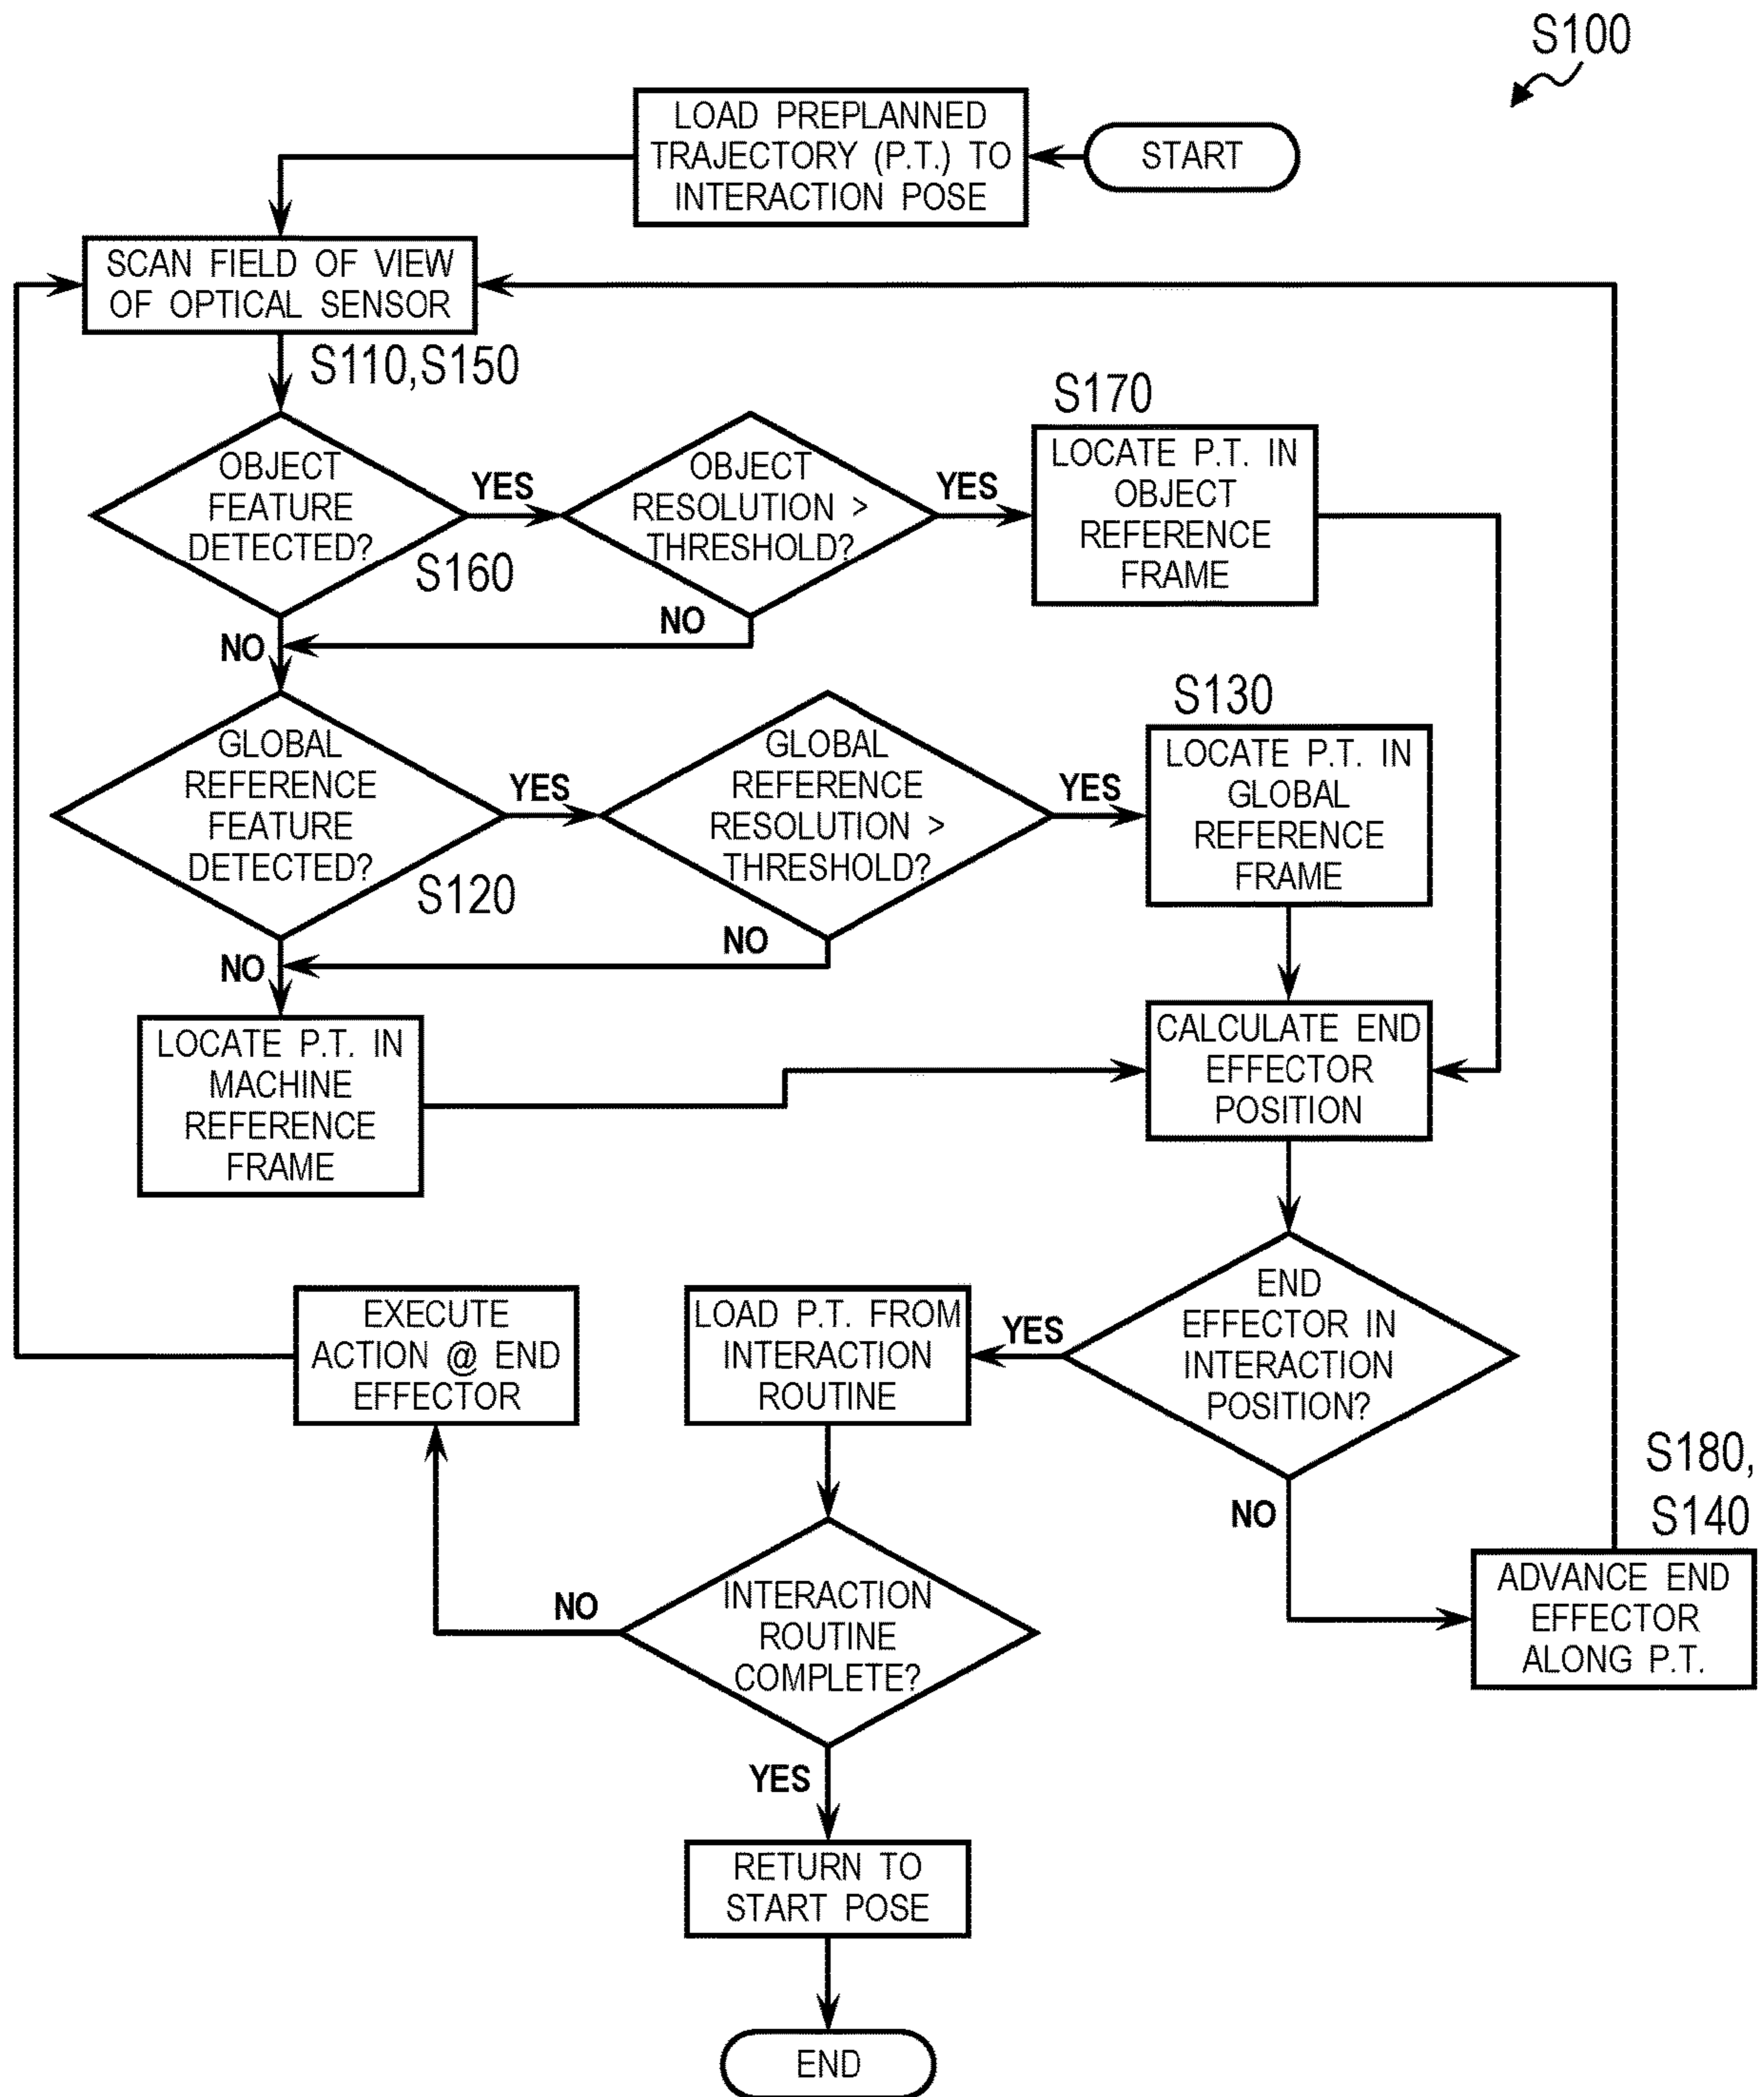 S100
START
LOAD PREPLANNED
TRAJECTORY (P.T.) TO
INTERACTION POSE
SCAN FIELD OF VIEW
OF OPTICAL SENSOR
S110,S150
OBJECT
FEATURE
DETECTED?
S160
YES
NO
OBJECT
RESOLUTION >
THRESHOLD?
YES
NO
S170
LOCATE P.T. IN
OBJECT
REFERENCE
FRAME
GLOBAL
REFERENCE
FEATURE
DETECTED?
S120
YES
NO
GLOBAL
REFERENCE
RESOLUTION >
THRESHOLD?
YES
NO
S130
LOCATE P.T. IN
GLOBAL
REFERENCE
FRAME
LOCATE P.T. IN
MACHINE
REFERENCE
FRAME
CALCULATE END
EFFECTOR
POSITION
END
EFFECTOR IN
INTERACTION
POSITION?
YES
NO
S180,
S140
ADVANCE END
EFFECTOR
ALONG P.T.
LOAD P.T. FROM
INTERACTION
ROUTINE
EXECUTE
ACTION @ END
EFFECTOR
INTERACTION
ROUTINE
COMPLETE?
NO
YES
RETURN TO
START POSE
END